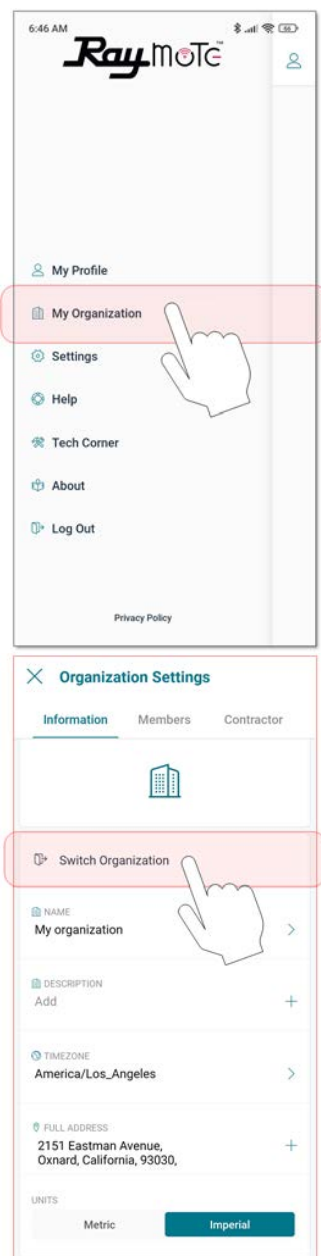 6:46 AM
66
RayMOTE™
My Profile
My Organization
Settings
Help
Tech Corner
About
Log Out
Privacy Policy
Organization Settings
Information Members Contractor
Switch Organization
NAME
My organization
DESCRIPTION
Add
TIMEZONE
America/Los_Angeles
FULL ADDRESS
2151 Eastman Avenue,
Oxnard, California, 93030,
UNITS
Metric Imperial